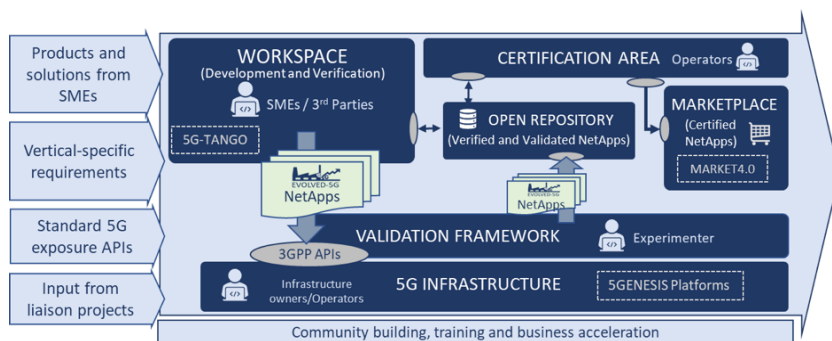 Products and
solutions from
SMEs
Vertical-specific
requirements
Standard 5G
exposure APIs
Input from
liaison projects
WORKSPACE
(Development and Verification)
SMEs / 3rd Parties
5G-TANGO
CERTIFICATION AREA
Operators
OPEN REPOSITORY
(Verified and Validated NetApps)
MARKETPLACE
(Certified
NetApps)
MARKET4.0
EVOLVED-5G
NetApps
EVOLVED-5G
NetApps
VALIDATION FRAMEWORK
Experimenter
3GPP APIs
Infrastructure
owners/Operators
5G INFRASTRUCTURE
5GENESIS Platforms
Community building, training and business acceleration